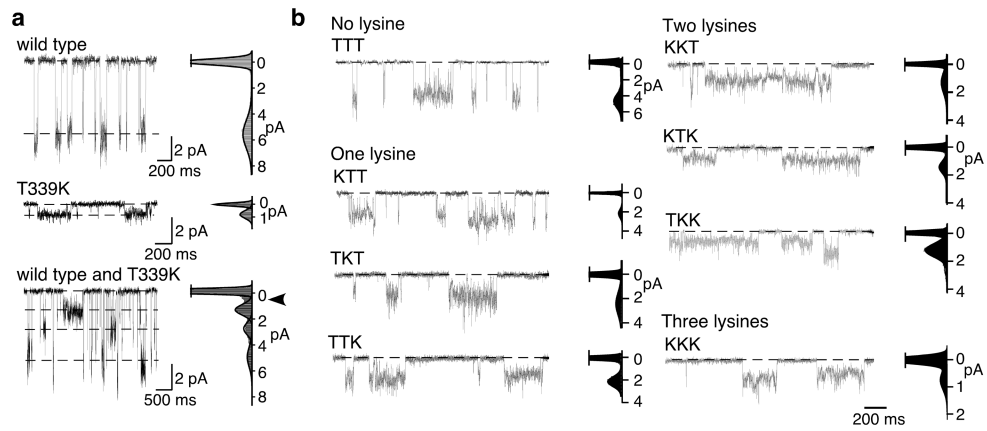 a
wild type
0
2
4
pA
6
8
2 pA
200 ms
T339K
0
1
pA
2 pA
200 ms
wild type and T339K
0
2
pA
4
6
8
2 pA
500 ms
b
No lysine
TTT
0
2
pA
4
6
One lysine
KTT
0
2
4
TKT
0
pA
2
4
TTK
0
2
4
Two lysines
KKT
0
2
4
KTK
0
pA
2
4
TKK
0
2
4
Three lysines
KKK
0
pA
1
2
200 ms